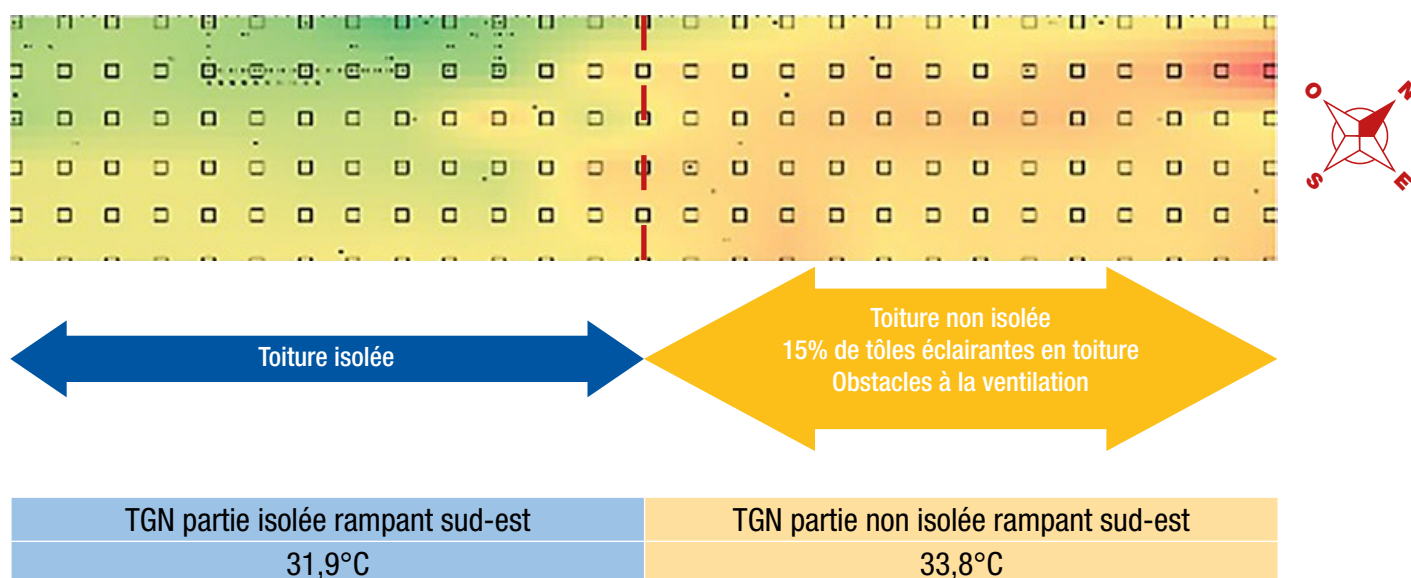 O N
S E
Toiture isolée
Toiture non isolée
15% de tôles éclairantes en toiture
Obstacles à la ventilation
TGN partie isolée rampant sud-est TGN partie non isolée rampant sud-est
31,9°C 33,8°C